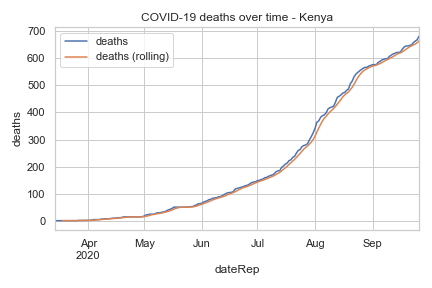 COVID-19 deaths over time - Kenya
deaths
deaths (rolling)
700
600
500
400
300
200
100
0
deaths
Apr
2020
May
Jun
Jul
Aug
Sep
dateRep